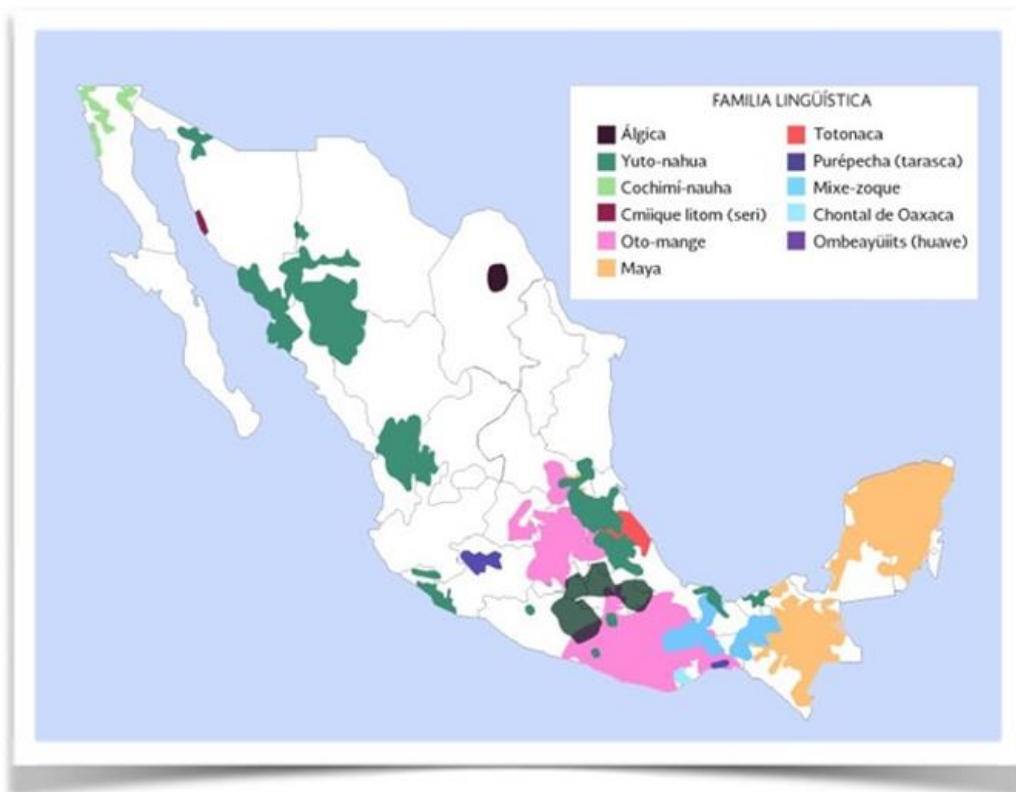 FAMILIA LINGÜÍSTICA
Álgica
Yuto-nahua
Cochimí-nauha
Cmiique litom (seri)
Oto-mange
Maya
Totonaca
Purépecha (tarasca)
Mixe-zoque
Chontal de Oaxaca
Ombeayüiits (huave)